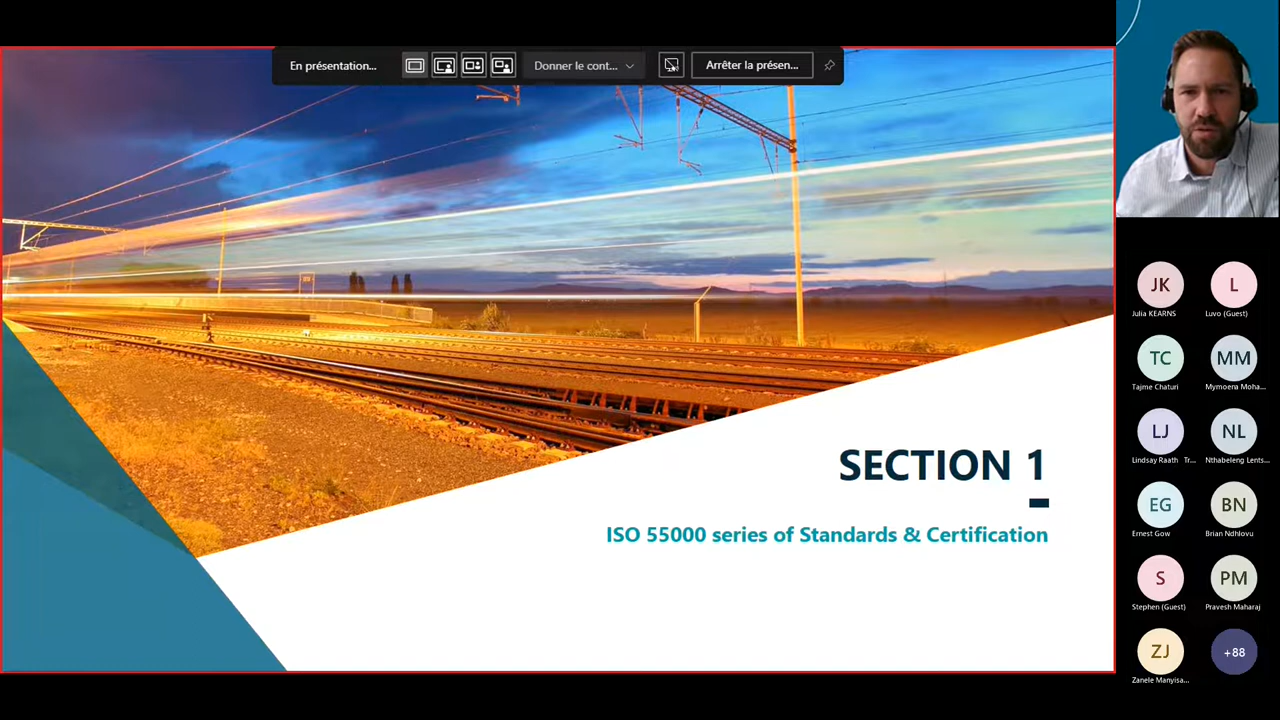 En présentation...
Donner le cont...
Arrêter la présen...
SECTION 1
ISO 55000 series of Standards & Certification
JK
Julia KEARNS
L
Luvo (Guest)
TC
Tajme Chaturi
MM
Mymoena Moha...
LJ
Lindsay Raath Tr...
NL
Nthabeleng Lents...
EG
Ernest Gow
BN
Brian Ndhlovu
S
Stephen (Guest)
PM
Pravesh Maharaj
ZJ
Zanele Manyisa...
+88